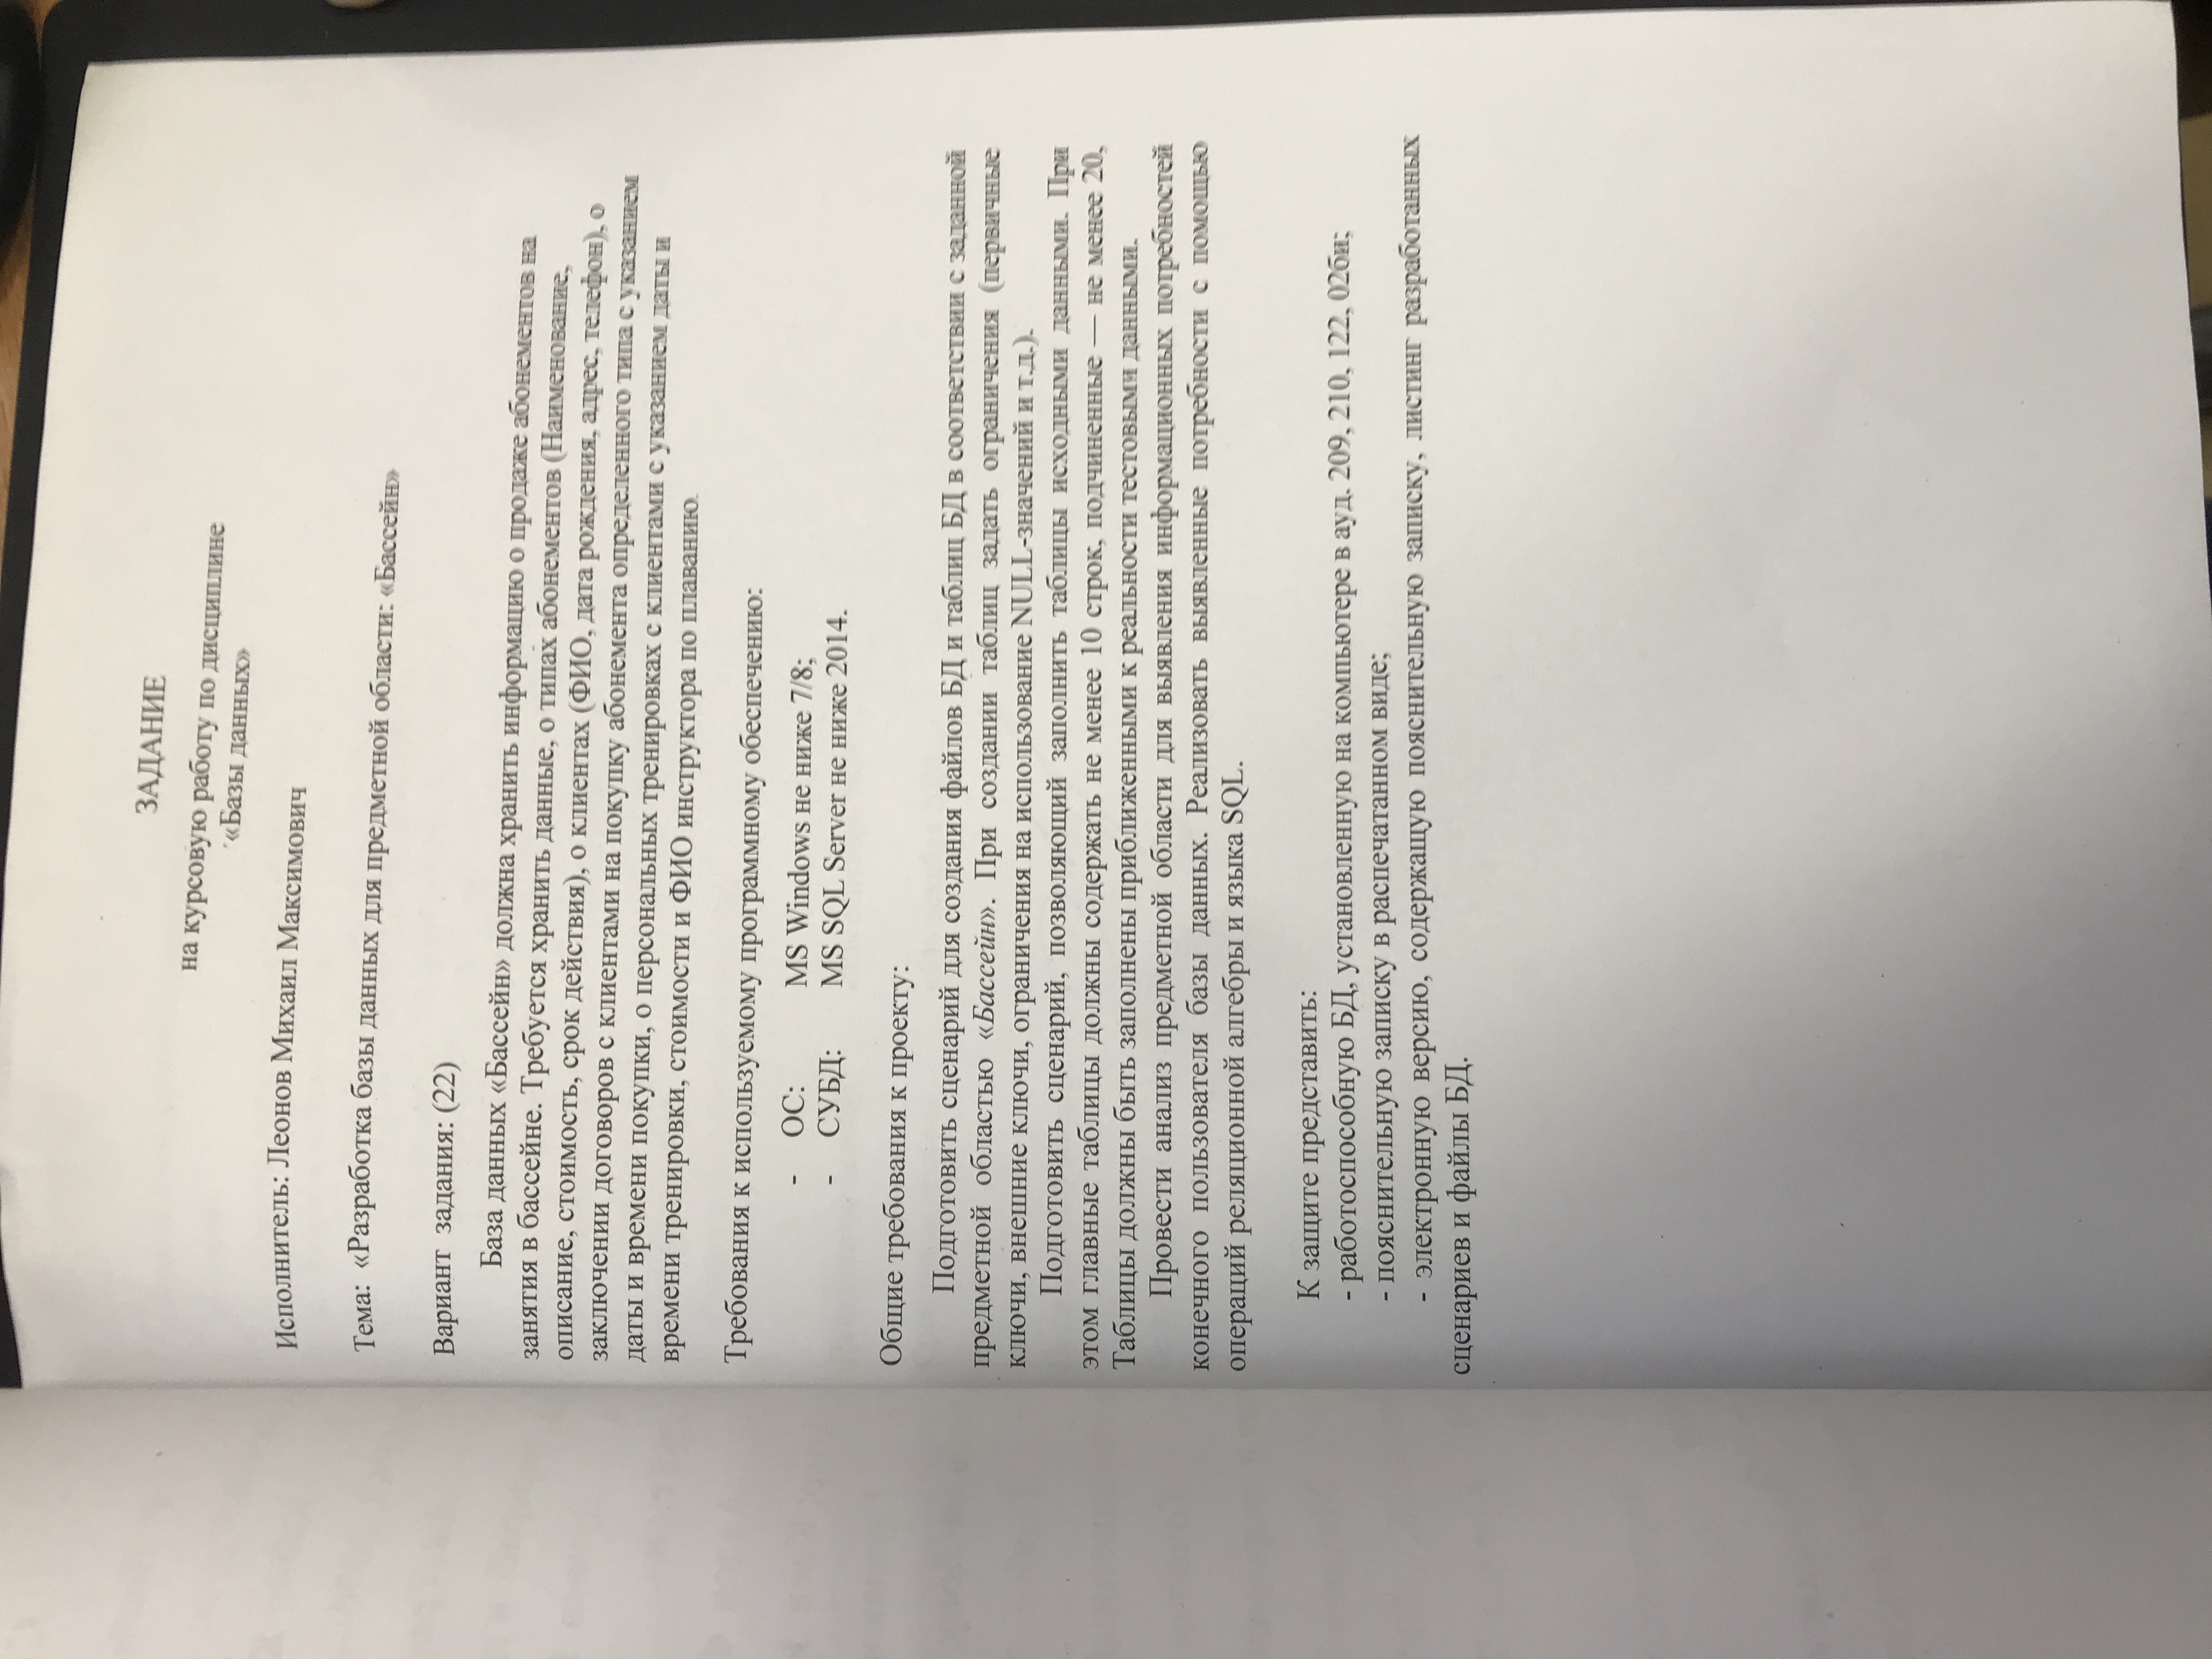 ЗАДАНИЕ
на курсовую работу по дисциплине
«Базы данных»
Исполнитель: Леонов Михаил Максимович
Тема: «Разработка базы данных для предметной области: «Бассейн»
Вариант задания: (22)
База данных «Бассейн» должна хранить информацию о продаже абонементов на
занятия в бассейне. Требуется хранить данные, о типах абонементов (Наименование,
описание, стоимость, срок действия), о клиентах (ФИО, дата рождения, адрес, телефон), о
заключении договоров с клиентами на покупку абонемента определенного типа с указанием
даты и времени покупки, о персональных тренировках с клиентами с указанием даты и
времени тренировки, стоимости и ФИО инструктора по плаванию.
Требования к используемому программному обеспечению:
- ОС: MS Windows не ниже 7/8;
- СУБД: MS SQL Server не ниже 2014.
Общие требования к проекту:
Подготовить сценарий для создания файлов БД и таблиц БД в соответствии с заданной
предметной областью «Бассейн». При создании таблиц задать ограничения (первичные
ключи, внешние ключи, ограничения на использование NULL-значений и т.д.).
Подготовить сценарий, позволяющий заполнить таблицы исходными данными. При
этом главные таблицы должны содержать не менее 10 строк, подчиненные — не менее 20,
Таблицы должны быть заполнены приближенными к реальности тестовыми данными.
Провести анализ предметной области для выявления информационных потребностей
конечного пользователя базы данных. Реализовать выявленные потребности с помощью
операций реляционной алгебры и языка SQL.
К защите представить:
- работоспособную БД, установленную на компьютере в ауд. 209, 210, 122, 02би;
- пояснительную записку в распечатанном виде;
- электронную версию, содержащую пояснительную записку, листинг разработанных
сценариев и файлы БД.